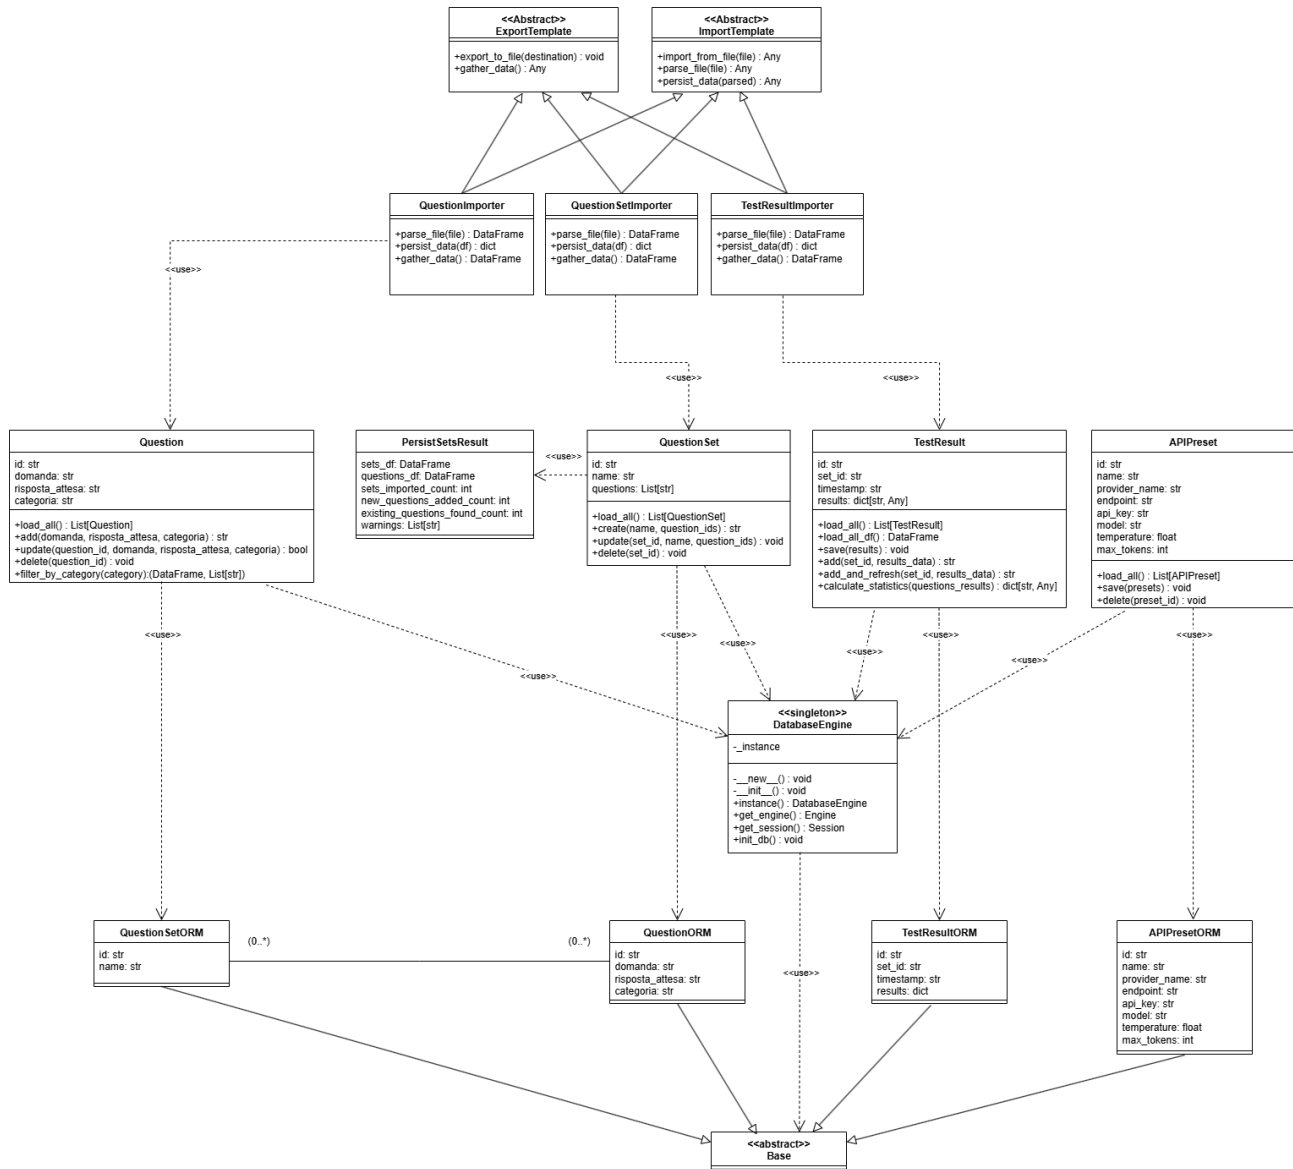 <<Abstract>>
ExportTemplate
+export_to_file(destination) : void
+gather_data() : Any
<<Abstract>>
ImportTemplate
+import_from_file(file) : Any
+parse_file(file) : Any
+persist_data(parsed) : Any
QuestionImporter
+parse_file(file) : DataFrame
+persist_data(df) : dict
+gather_data() : DataFrame
QuestionSetImporter
+parse_file(file) : DataFrame
+persist_data(df) : dict
+gather_data() : DataFrame
TestResultImporter
+parse_file(file) : DataFrame
+persist_data(df) : dict
+gather_data() : DataFrame
<<use>>
<<use>>
<<use>>
Question
id: str
domanda: str
risposta_attesa: str
categoria: str
+load_all() : List[Question]
+add(domanda, risposta_attesa, categoria) : str
+update(question_id, domanda, risposta_attesa, categoria) : bool
+delete(question_id) : void
+filter_by_category(category):(DataFrame, List[str])
PersistSetsResult
sets_df: DataFrame
questions_df: DataFrame
sets_imported_count: int
new_questions_added_count: int
existing_questions_found_count: int
warnings: List[str]
<<use>>
QuestionSet
id: str
name: str
questions: List[str]
+load_all() : List[QuestionSet]
+create(name, question_ids) : str
+update(set_id, name, question_ids) : void
+delete(set_id) : void
TestResult
id: str
set_id: str
timestamp: str
results: dict[str, Any]
+load_all() : List[TestResult]
+load_all_df() : DataFrame
+save(results) : void
+add(set_id, results_data) : str
+add_and_refresh(set_id, results_data) : str
+calculate_statistics(questions_results) : dict[str, Any]
APIPreset
id: str
name: str
provider_name: str
endpoint: str
api_key: str
model: str
temperature: float
max_tokens: int
+load_all() : List[APIPreset]
+save(presets) : void
+delete(preset_id) : void
<<use>>
<<use>>
<<use>>
<<use>>
<<use>>
<<use>>
<<use>>
<<use>>
<<singleton>>
DatabaseEngine
-_instance
-__new__() : void
-__init__() : void
+instance() : DatabaseEngine
+get_engine() : Engine
+get_session() : Session
+init_db() : void
<<use>>
QuestionSetORM
id: str
name: str
(0..*)
(0..*)
QuestionORM
id: str
domanda: str
risposta_attesa: str
categoria: str
TestResultORM
id: str
set_id: str
timestamp: str
results: dict
APIPresetORM
id: str
name: str
provider_name: str
endpoint: str
api_key: str
model: str
temperature: float
max_tokens: int
<<abstract>>
Base